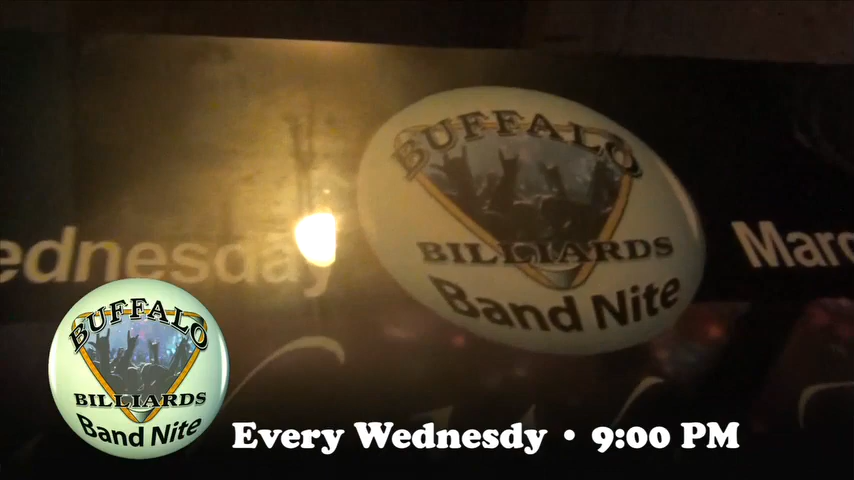 BUFFALO
BILLIARDS
Band Nite
ednesday
Marc
BUFFALO
BILLIARDS
Band Nite
Every Wednesdy • 9:00 PM